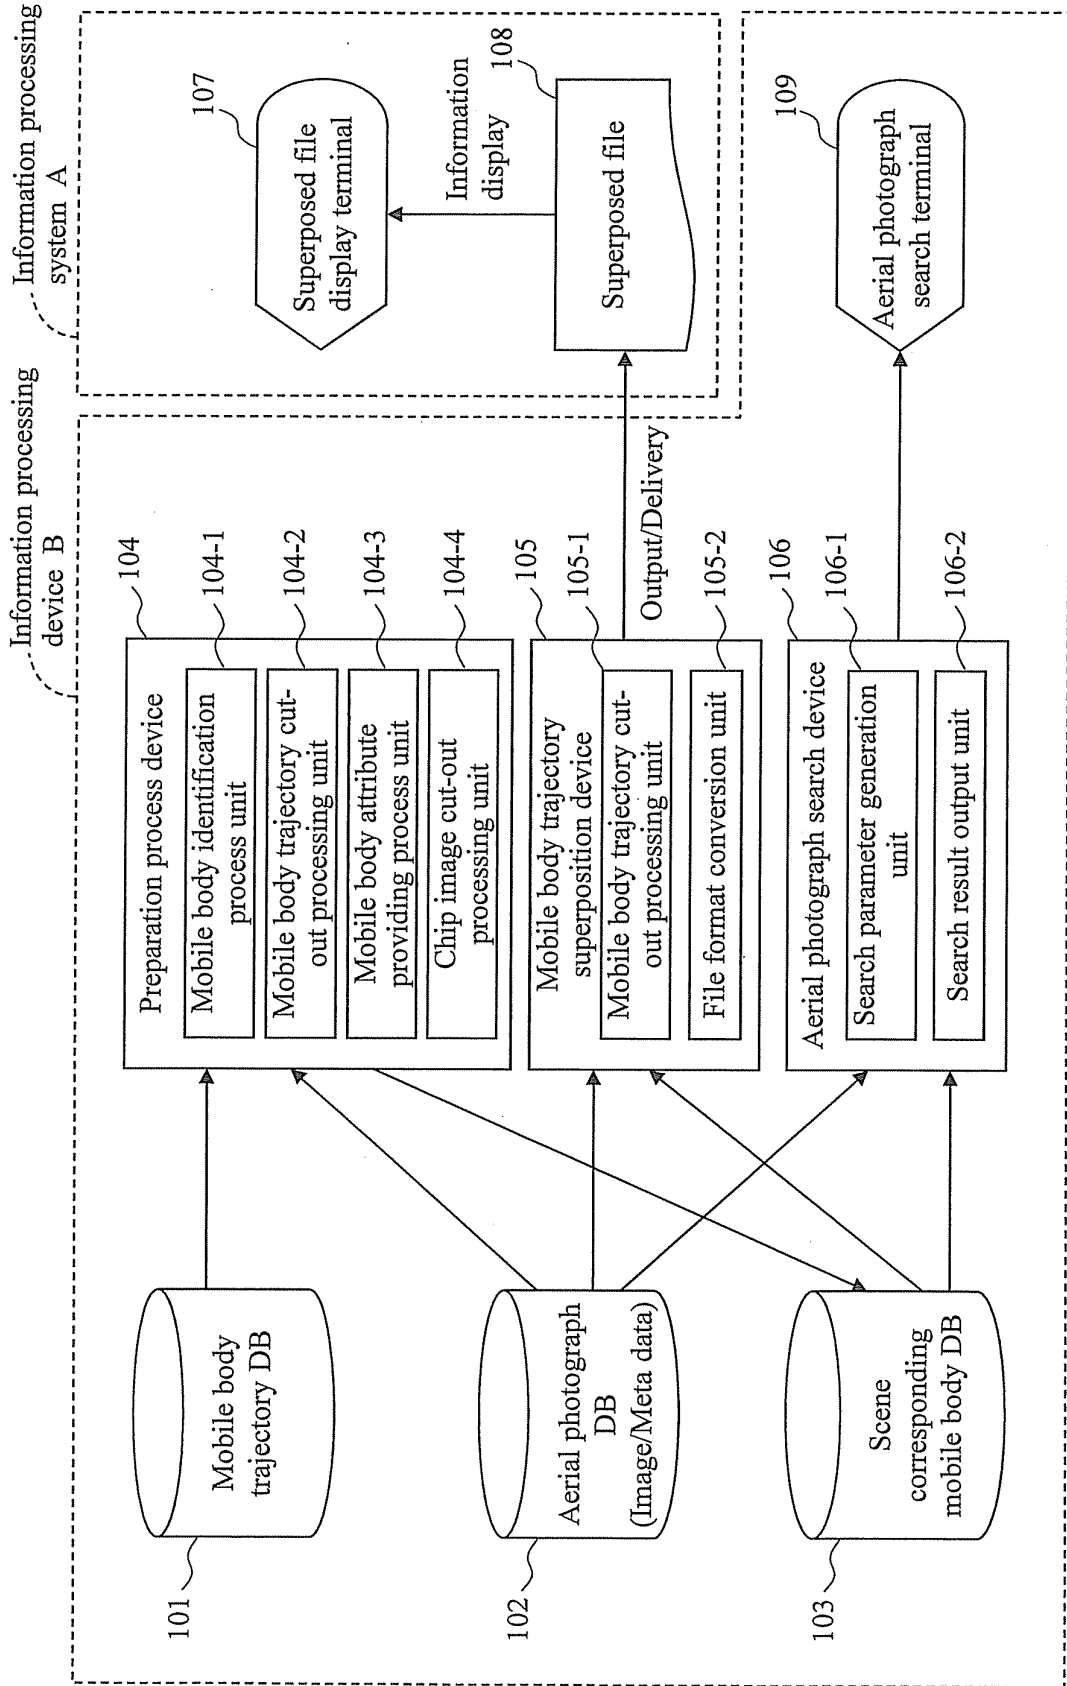 Information processing
device B
Information processing
system A
101
Mobile body
trajectory DB
102
Aerial photograph
DB
(Image/Meta data)
103
Scene
corresponding
mobile body DB
104
Preparation process device
104-1
Mobile body identification
process unit
104-2
Mobile body trajectory cut-
out processing unit
104-3
Mobile body attribute
providing process unit
104-4
Chip image cut-out
processing unit
105
Mobile body trajectory
superposition device
105-1
Mobile body trajectory cut-
out processing unit
105-2
File format conversion unit
106
Aerial photograph search device
106-1
Search parameter generation
unit
106-2
Search result output unit
Output/Delivery
107
Superposed file
display terminal
Information
display
108
Superposed file
109
Aerial photograph
search terminal